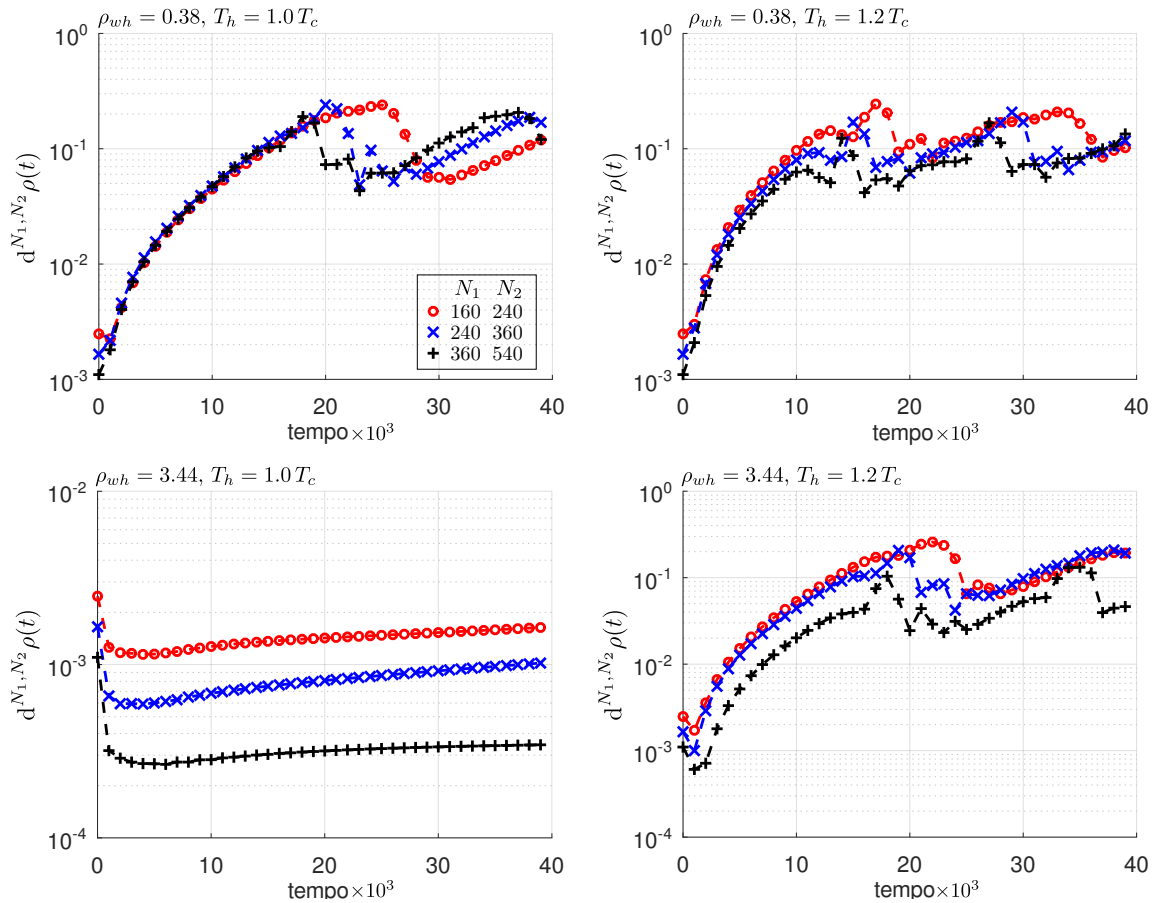 ρ_wh = 0.38, T_h = 1.0 T_c
10^0
10^-1
10^-2
10^-3
d^{N_1,N_2} ρ(t)
N_1 N_2
160 240
240 360
360 540
0 10 20 30 40
tempo×10^3
ρ_wh = 0.38, T_h = 1.2 T_c
10^0
10^-1
10^-2
10^-3
d^{N_1,N_2} ρ(t)
0 10 20 30 40
tempo×10^3
ρ_wh = 3.44, T_h = 1.0 T_c
10^-2
10^-3
10^-4
d^{N_1,N_2} ρ(t)
0 10 20 30 40
tempo×10^3
ρ_wh = 3.44, T_h = 1.2 T_c
10^0
10^-1
10^-2
10^-3
10^-4
d^{N_1,N_2} ρ(t)
0 10 20 30 40
tempo×10^3